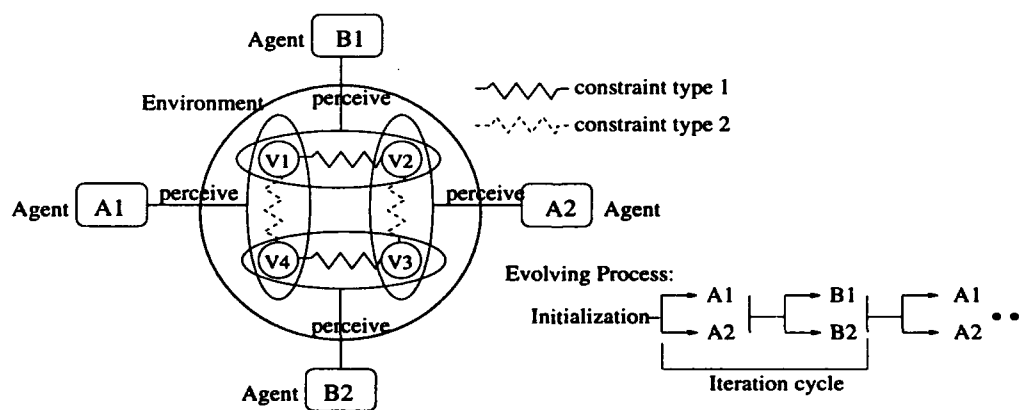 Agent B1
Environment perceive
constraint type 1
constraint type 2
V1 V2
Agent A1 perceive
perceive A2 Agent
V4 V3
perceive
Agent B2
Evolving Process:
Initialization
A1 B1 A1
A2 B2 A2
Iteration cycle